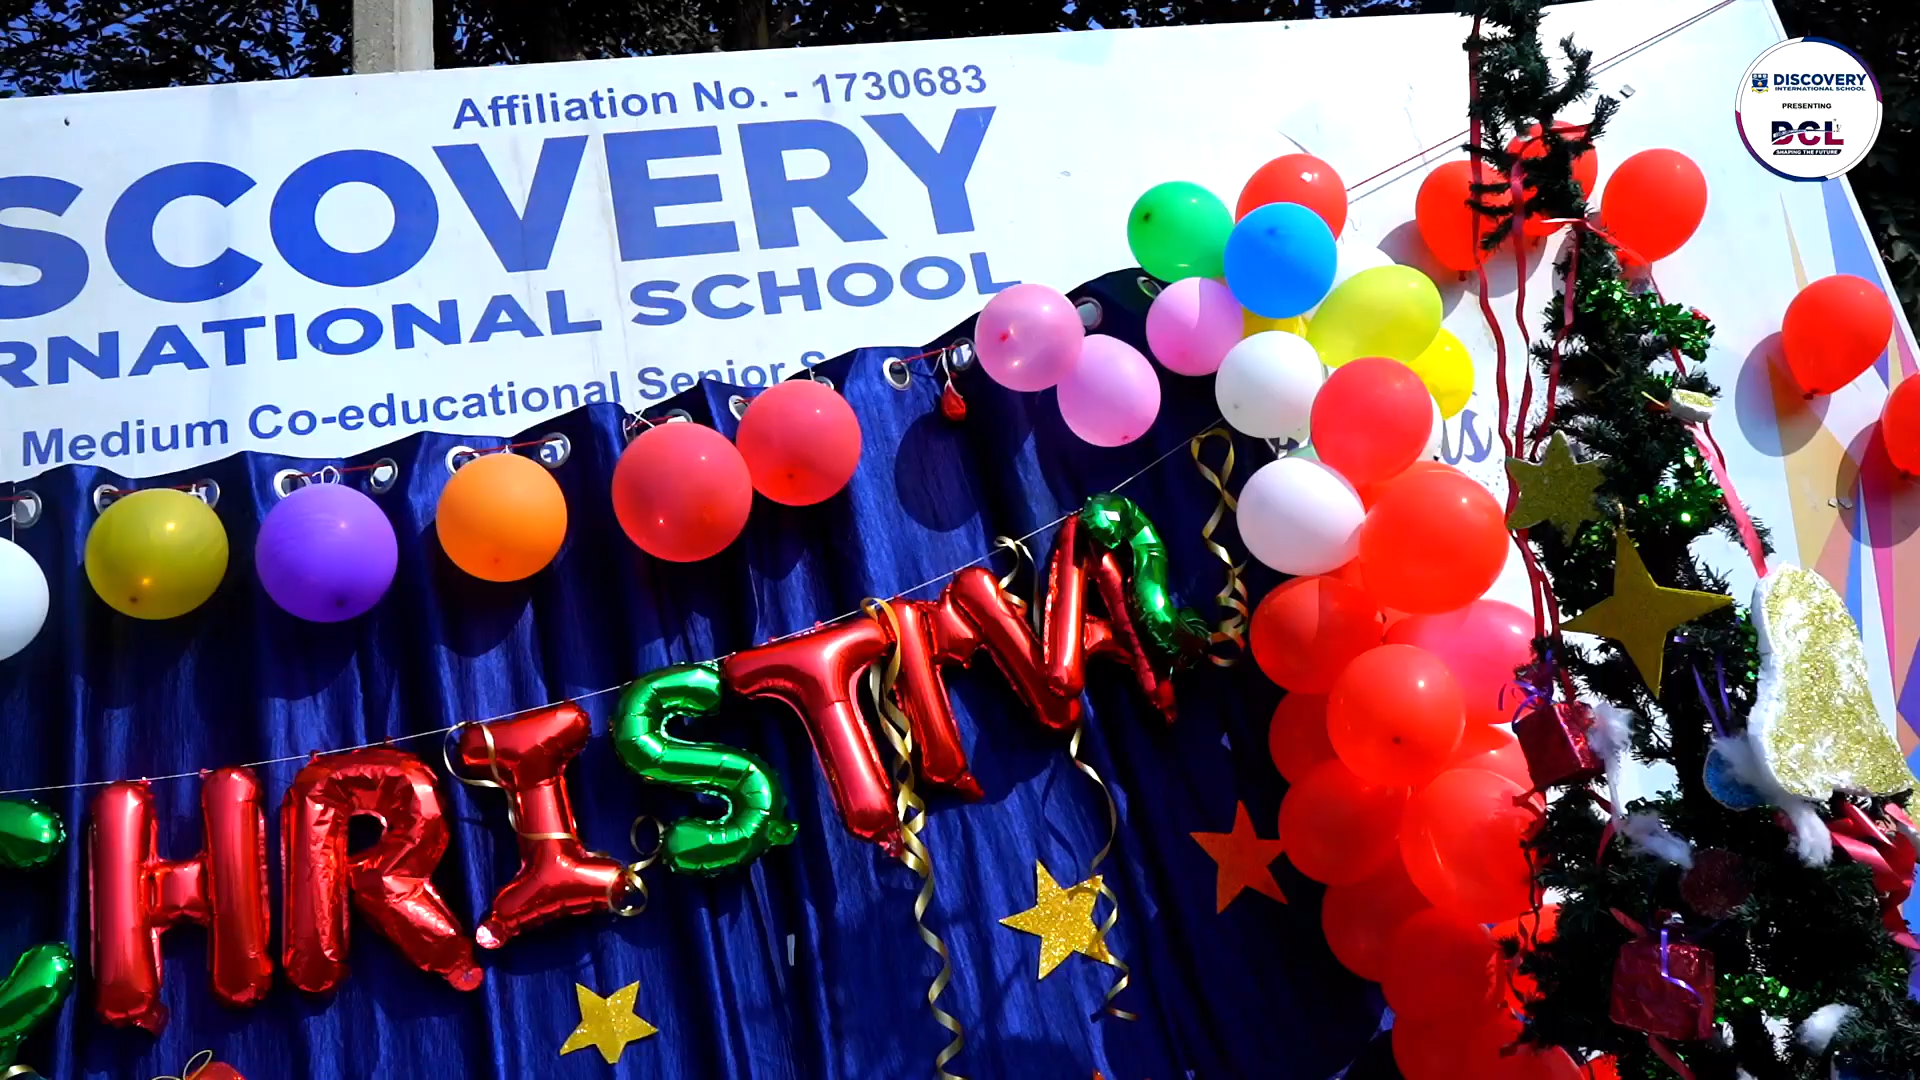 Affiliation No. - 1730683
SCOVERY
RNATIONAL SCHOOL
Medium Co-educational Senior S
CHRISTMA
DISCOVERY
INTERNATIONAL SCHOOL
PRESENTING
DCL
SHAPING THE FUTURE